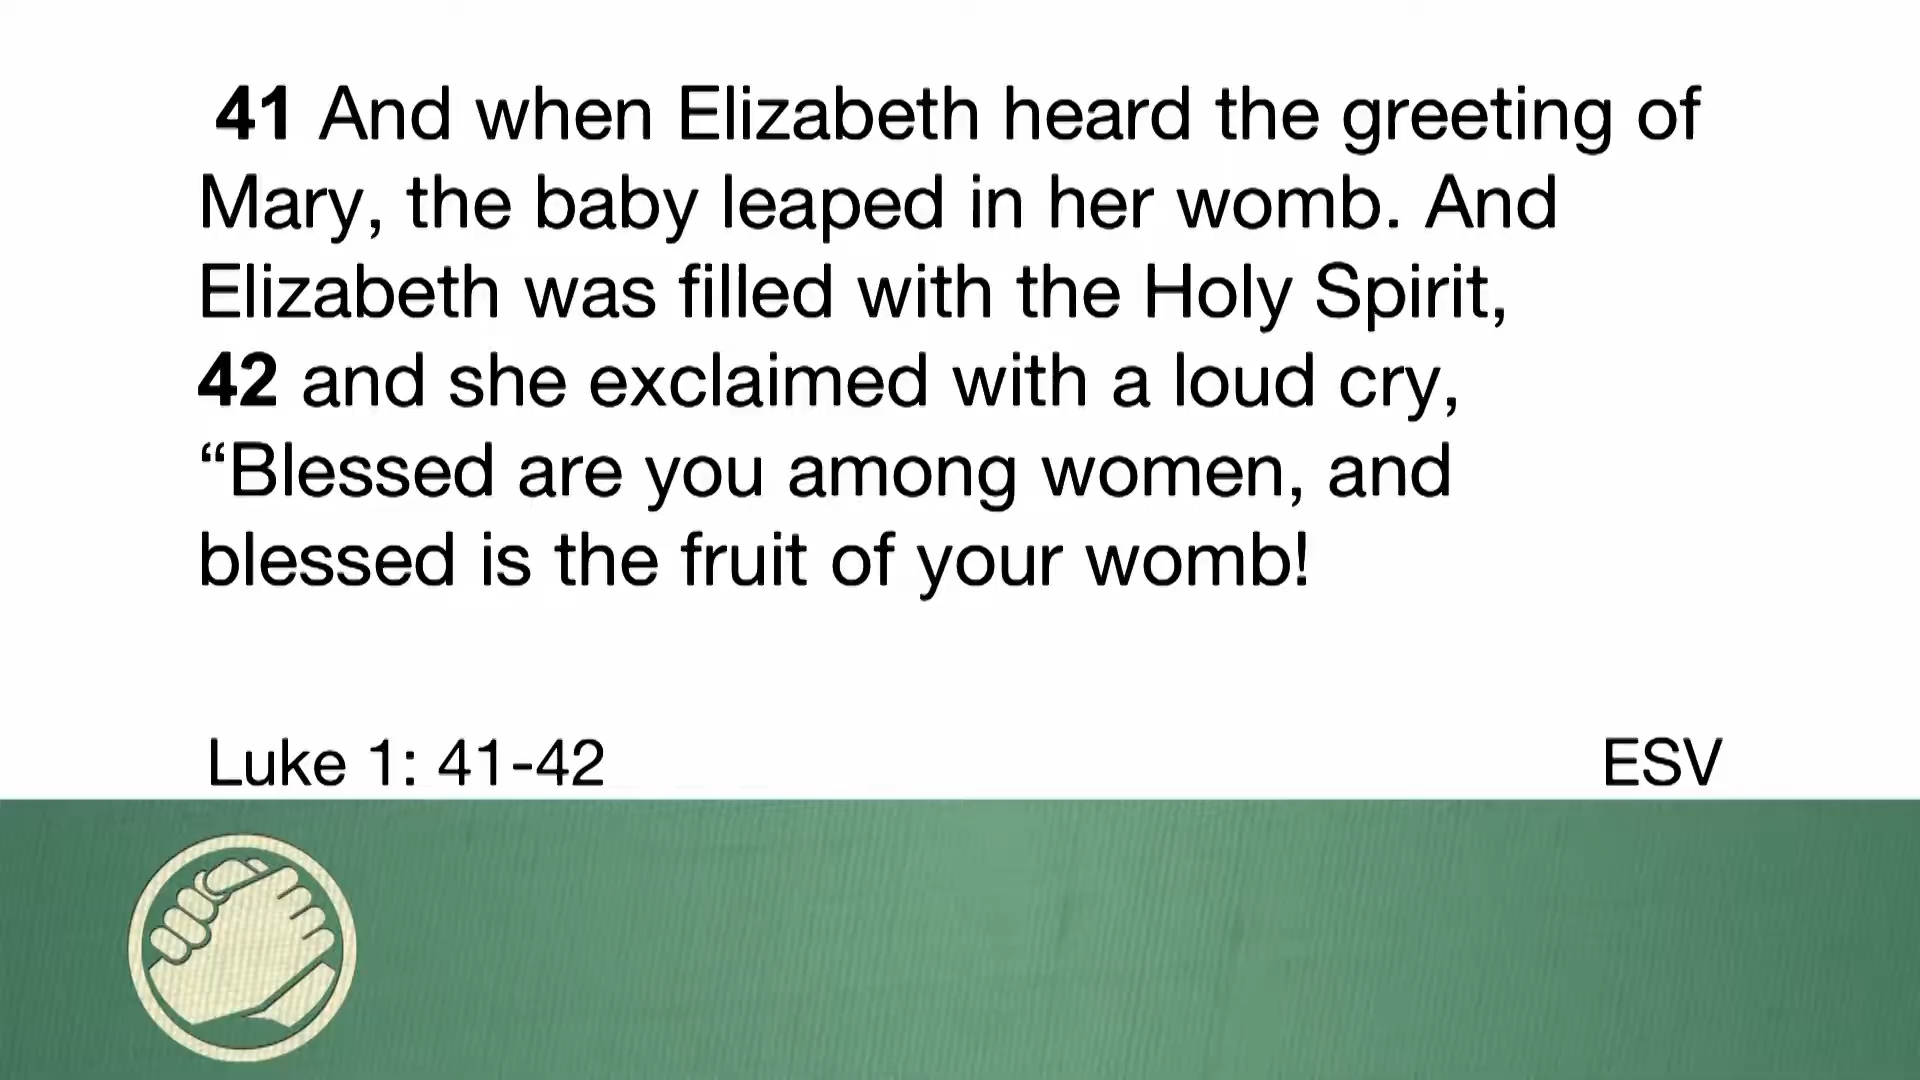 41 And when Elizabeth heard the greeting of
Mary, the baby leaped in her womb. And
Elizabeth was filled with the Holy Spirit,
42 and she exclaimed with a loud cry,
“Blessed are you among women, and
blessed is the fruit of your womb!
Luke 1: 41-42 ESV